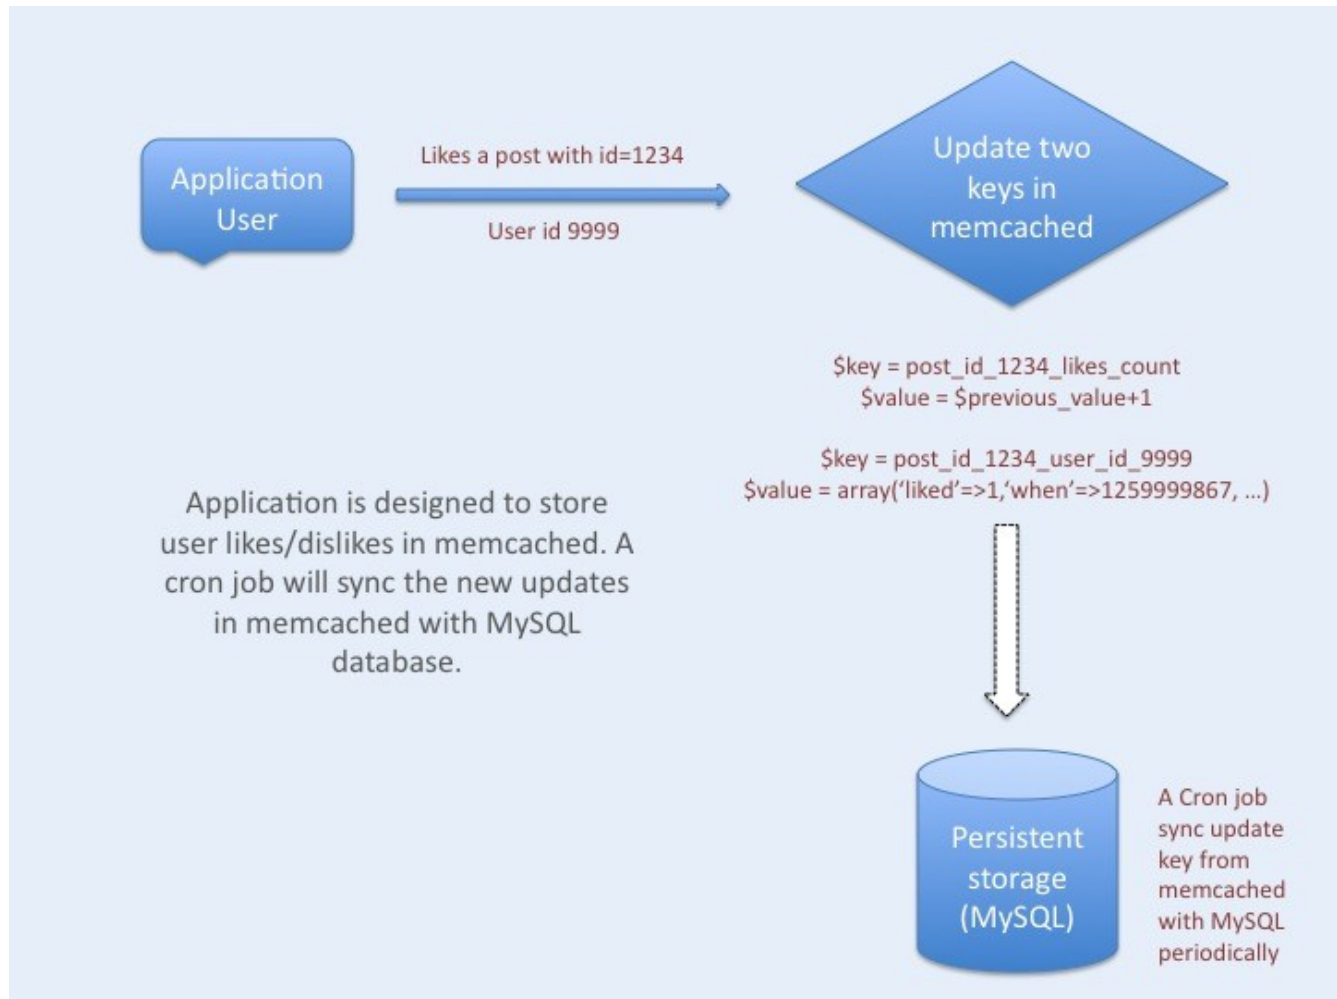 Application
User
Likes a post with id=1234
User id 9999
Update two
keys in
memcached
$key = post_id_1234_likes_count
$value = $previous_value+1
$key = post_id_1234_user_id_9999
$value = array(‘liked’=>1,‘when’=>1259999867, …)
Application is designed to store
user likes/dislikes in memcached. A
cron job will sync the new updates
in memcached with MySQL
database.
Persistent
storage
(MySQL)
A Cron job
sync update
key from
memcached
with MySQL
periodically